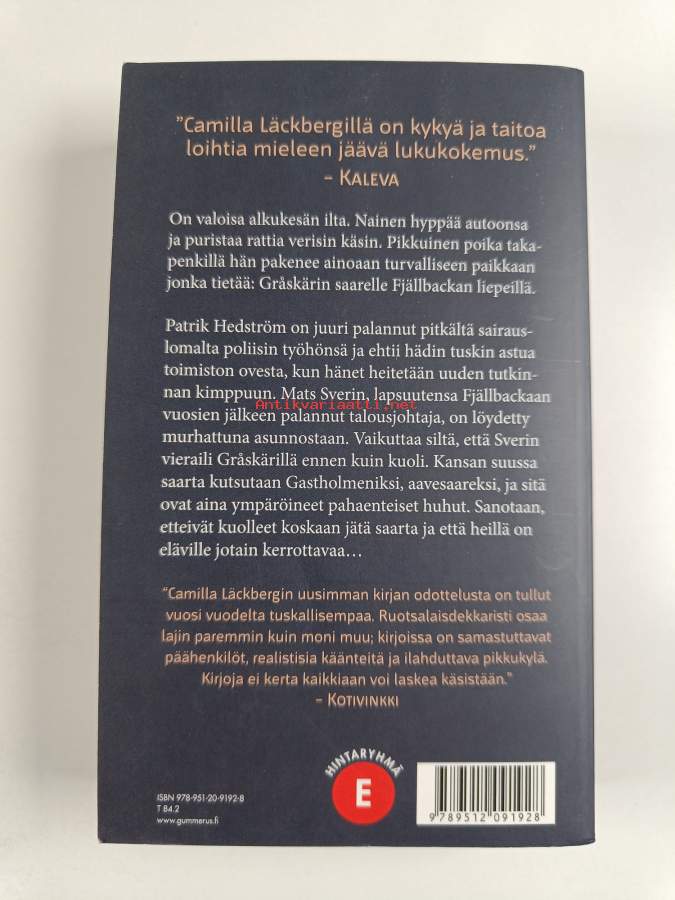 ”Camilla Läckbergillä on kykyä ja taitoa
loihtia mieleen jäävä lukukokemus.”
– Kaleva
On valoisa alkukesän ilta. Nainen hyppää autoonsa
ja puristaa rattia verisin käsin. Pikkuinen poika taka-
penkillä hän pakenee ainoaan turvalliseen paikkaan
jonka tietää: Gråskärin saarelle Fjällbackan liepeillä.
Patrik Hedström on juuri palannut pitkältä sairaus-
lomalta poliisin työhönsä ja ehtii hädin tuskin astua
toimiston ovesta, kun hänet heitetään uuden tutkin-
nan kimppuun. Mats Sverin, lapsuutensa Fjällbackaan
Antikvariaatti.net
vuosien jälkeen palannut talousjohtaja, on löydetty
murhattuna asunnostaan. Vaikuttaa siltä, että Sverin
vieraili Gråskärillä ennen kuin kuoli. Kansan suussa
saarta kutsutaan Gastholmeniksi, aavesaareksi, ja sitä
ovat aina ympäröineet pahaenteiset huhut. Sanotaan,
etteivät kuolleet koskaan jätä saarta ja että heillä on
eläville jotain kerrottavaa…
”Camilla Läckbergin uusimman kirjan odottelusta on tullut
vuosi vuodelta tuskallisempaa. Ruotsalaisdekkaristi osaa
lajin paremmin kuin moni muu; kirjoissa on samastuttavat
päähenkilöt, realistisia käänteitä ja ilahduttava pikkukylä.
Kirjoja ei kerta kaikkiaan voi laskea käsistään.”
– Kotivinkki
HINTARYHMÄ
E
ISBN 978-951-20-9192-8
T 84.2
www.gummerus.fi
9 789512 091928